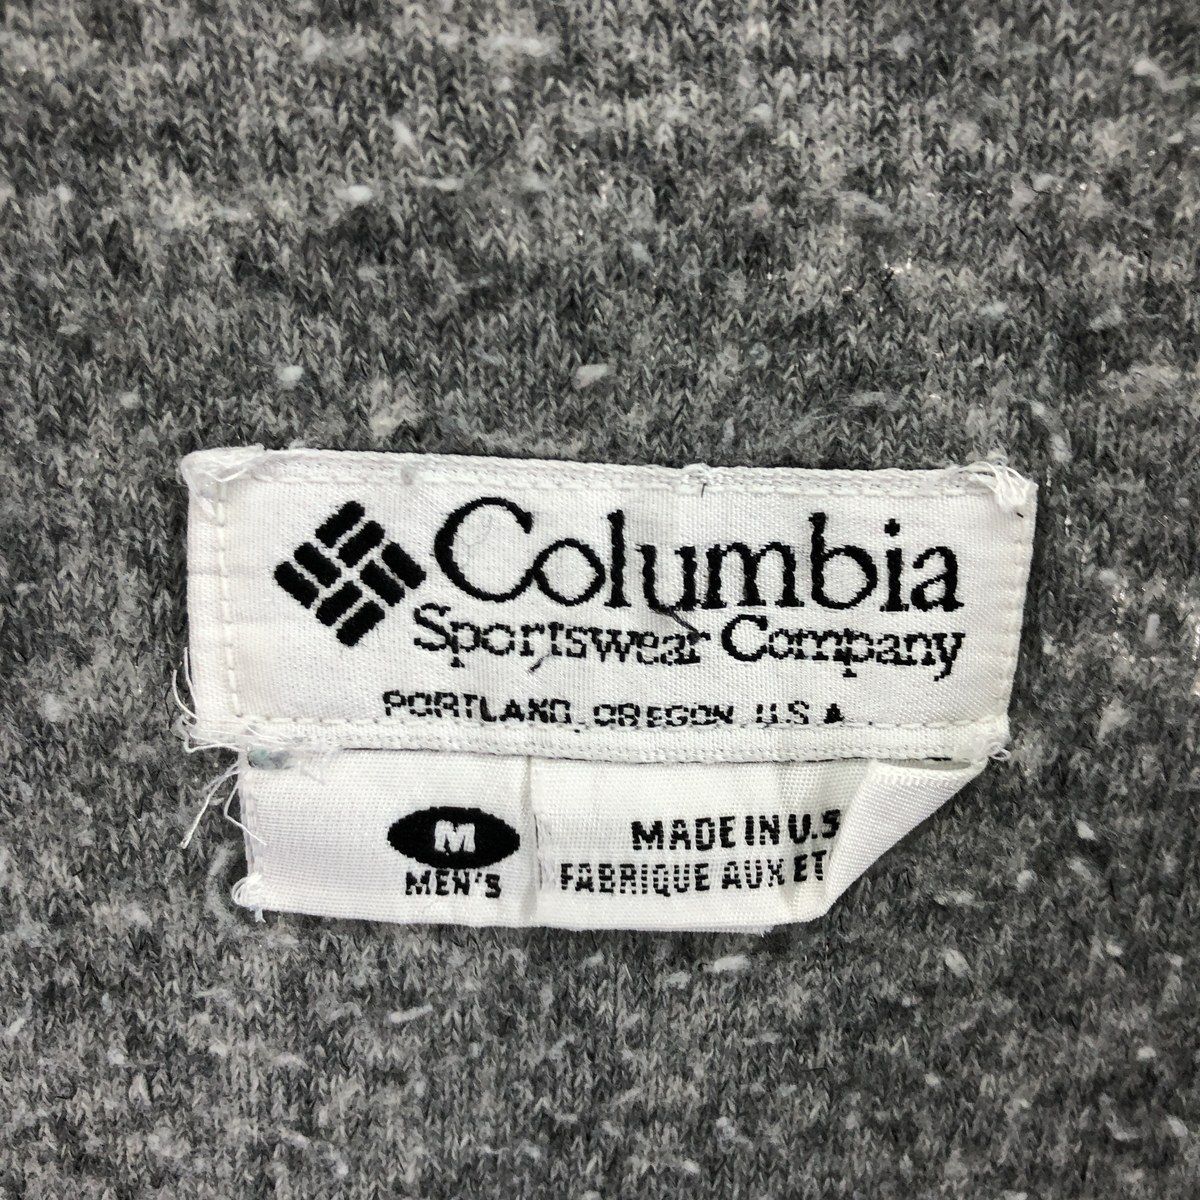 Columbia
Sportswear Company
PORTLAND, OREGON U.S.A.
M
MEN'S
MADE IN U.S
FABRIQUE AUX ET